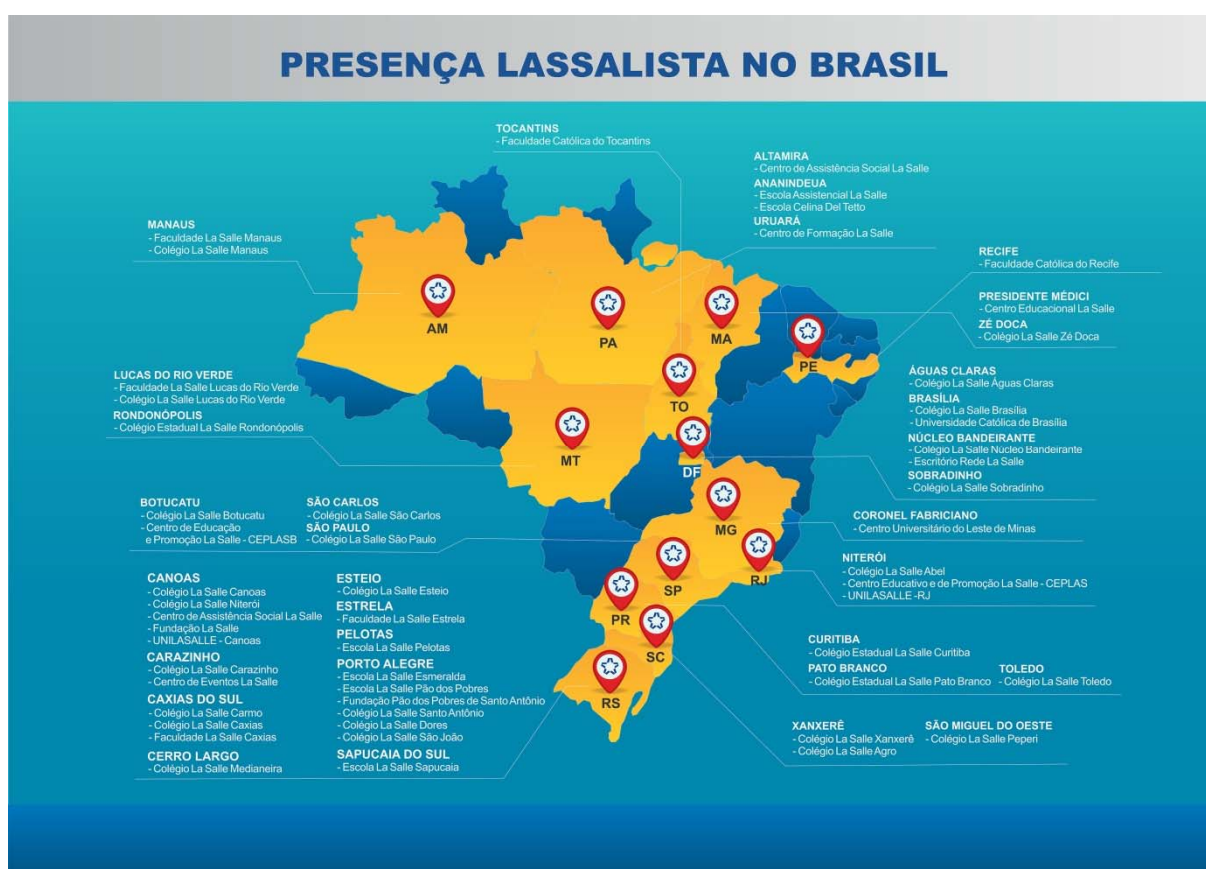 PRESENÇA LASSALISTA NO BRASIL
TOCANTINS
- Faculdade Católica do Tocantins
ALTAMIRA
- Centro de Assistência Social La Salle
ANANINDEUA
- Escola Assistencial La Salle
- Escola Celina Del Tetto
URUARÁ
- Centro de Formação La Salle
MANAUS
- Faculdade La Salle Manaus
- Colégio La Salle Manaus
RECIFE
- Faculdade Católica do Recife
PRESIDENTE MÉDICI
- Centro Educacional La Salle
ZÉ DOCA
- Colégio La Salle Zé Doca
AM
PA
MA
PE
TO
MT
DF
MG
SP
RJ
PR
SC
RS
LUCAS DO RIO VERDE
- Faculdade La Salle Lucas do Rio Verde
- Colégio La Salle Lucas do Rio Verde
RONDONÓPOLIS
- Colégio Estadual La Salle Rondonópolis
ÁGUAS CLARAS
- Colégio La Salle Águas Claras
BRASÍLIA
- Colégio La Salle Brasília
- Universidade Católica de Brasília
NÚCLEO BANDEIRANTE
- Colégio La Salle Núcleo Bandeirante
- Escritório Rede La Salle
SOBRADINHO
- Colégio La Salle Sobradinho
BOTUCATU
- Colégio La Salle Botucatu
- Centro de Educação
e Promoção La Salle - CEPLASB
SÃO CARLOS
- Colégio La Salle São Carlos
SÃO PAULO
- Colégio La Salle São Paulo
CORONEL FABRICIANO
- Centro Universitário do Leste de Minas
NITERÓI
- Colégio La Salle Abel
- Centro Educativo e de Promoção La Salle - CEPLAS
- UNILASALLE -RJ
CANOAS
- Colégio La Salle Canoas
- Colégio La Salle Niterói
- Centro de Assistência Social La Salle
- Fundação La Salle
- UNILASALLE - Canoas
CARAZINHO
- Colégio La Salle Carazinho
- Centro de Eventos La Salle
CAXIAS DO SUL
- Colégio La Salle Carmo
- Colégio La Salle Caxias
- Faculdade La Salle Caxias
CERRO LARGO
- Colégio La Salle Medianeira
ESTEIO
- Colégio La Salle Esteio
ESTRELA
- Faculdade La Salle Estrela
PELOTAS
- Escola La Salle Pelotas
PORTO ALEGRE
- Escola La Salle Esmeralda
- Escola La Salle Pão dos Pobres
- Fundação Pão dos Pobres de Santo Antônio
- Colégio La Salle Santo Antônio
- Colégio La Salle Dores
- Colégio La Salle São João
SAPUCAIA DO SUL
- Escola La Salle Sapucaia
CURITIBA
- Colégio Estadual La Salle Curitiba
PATO BRANCO
- Colégio Estadual La Salle Pato Branco
TOLEDO
- Colégio La Salle Toledo
XANXERÊ
- Colégio La Salle Xanxerê
- Colégio La Salle Agro
SÃO MIGUEL DO OESTE
- Colégio La Salle Peperi